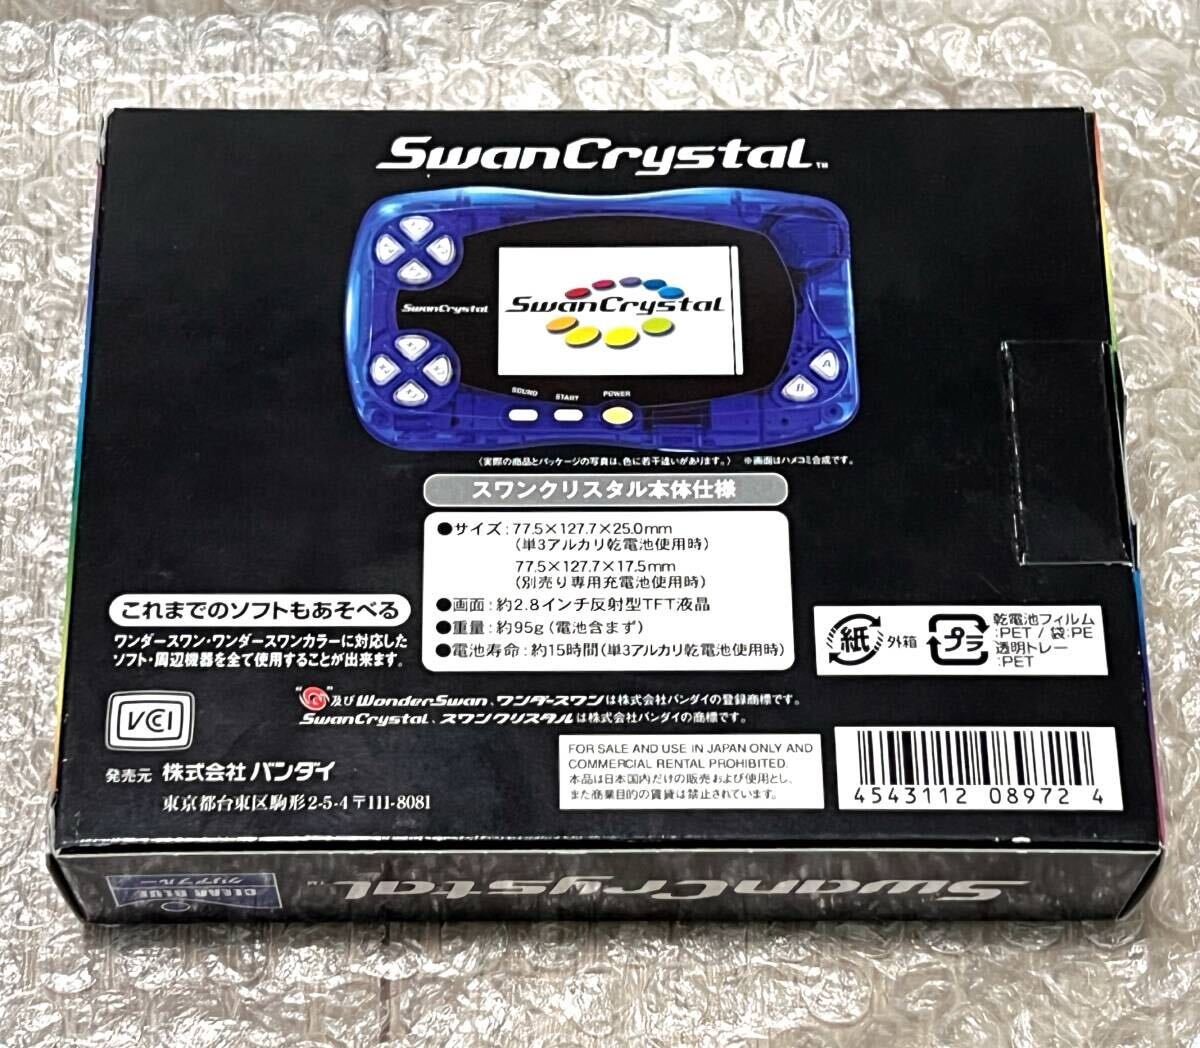 SwanCrystal™
Y4 Y1 Y2 Y3
SwanCrystal
SwanCrystal
X4 X1 X2 X3
A
B
SOUND START POWER
(実際の商品とパッケージの写真は、色に若干違いがあります。) ※画面はハメコミ合成です。
スワンクリスタル本体仕様
●サイズ:77.5×127.7×25.0mm
(単3アルカリ乾電池使用時)
77.5×127.7×17.5mm
(別売り専用充電池使用時)
●画面:約2.8インチ反射型TFT液晶
●重量:約95g(電池含まず)
●電池寿命:約15時間(単3アルカリ乾電池使用時)
これまでのソフトもあそべる
ワンダースワン・ワンダースワンカラーに対応した
ソフト・周辺機器を全て使用することが出来ます。
紙 外箱
プラ
乾電池フィルム
:PET / 袋:PE
透明トレー
:PET
"及びWonderSwan、ワンダースワンは株式会社バンダイの登録商標です。
SwanCrystal、スワンクリスタルは株式会社バンダイの商標です。
VCCI
発売元 株式会社 バンダイ
東京都台東区駒形2-5-4〒111-8081
FOR SALE AND USE IN JAPAN ONLY AND
COMMERCIAL RENTAL PROHIBITED.
本品は日本国内だけの販売および使用とし、
また商業目的の賃貸は禁止されています。
4543112 08972 4
SwanCrystal™
クリアブルー
CLEAR BLUE